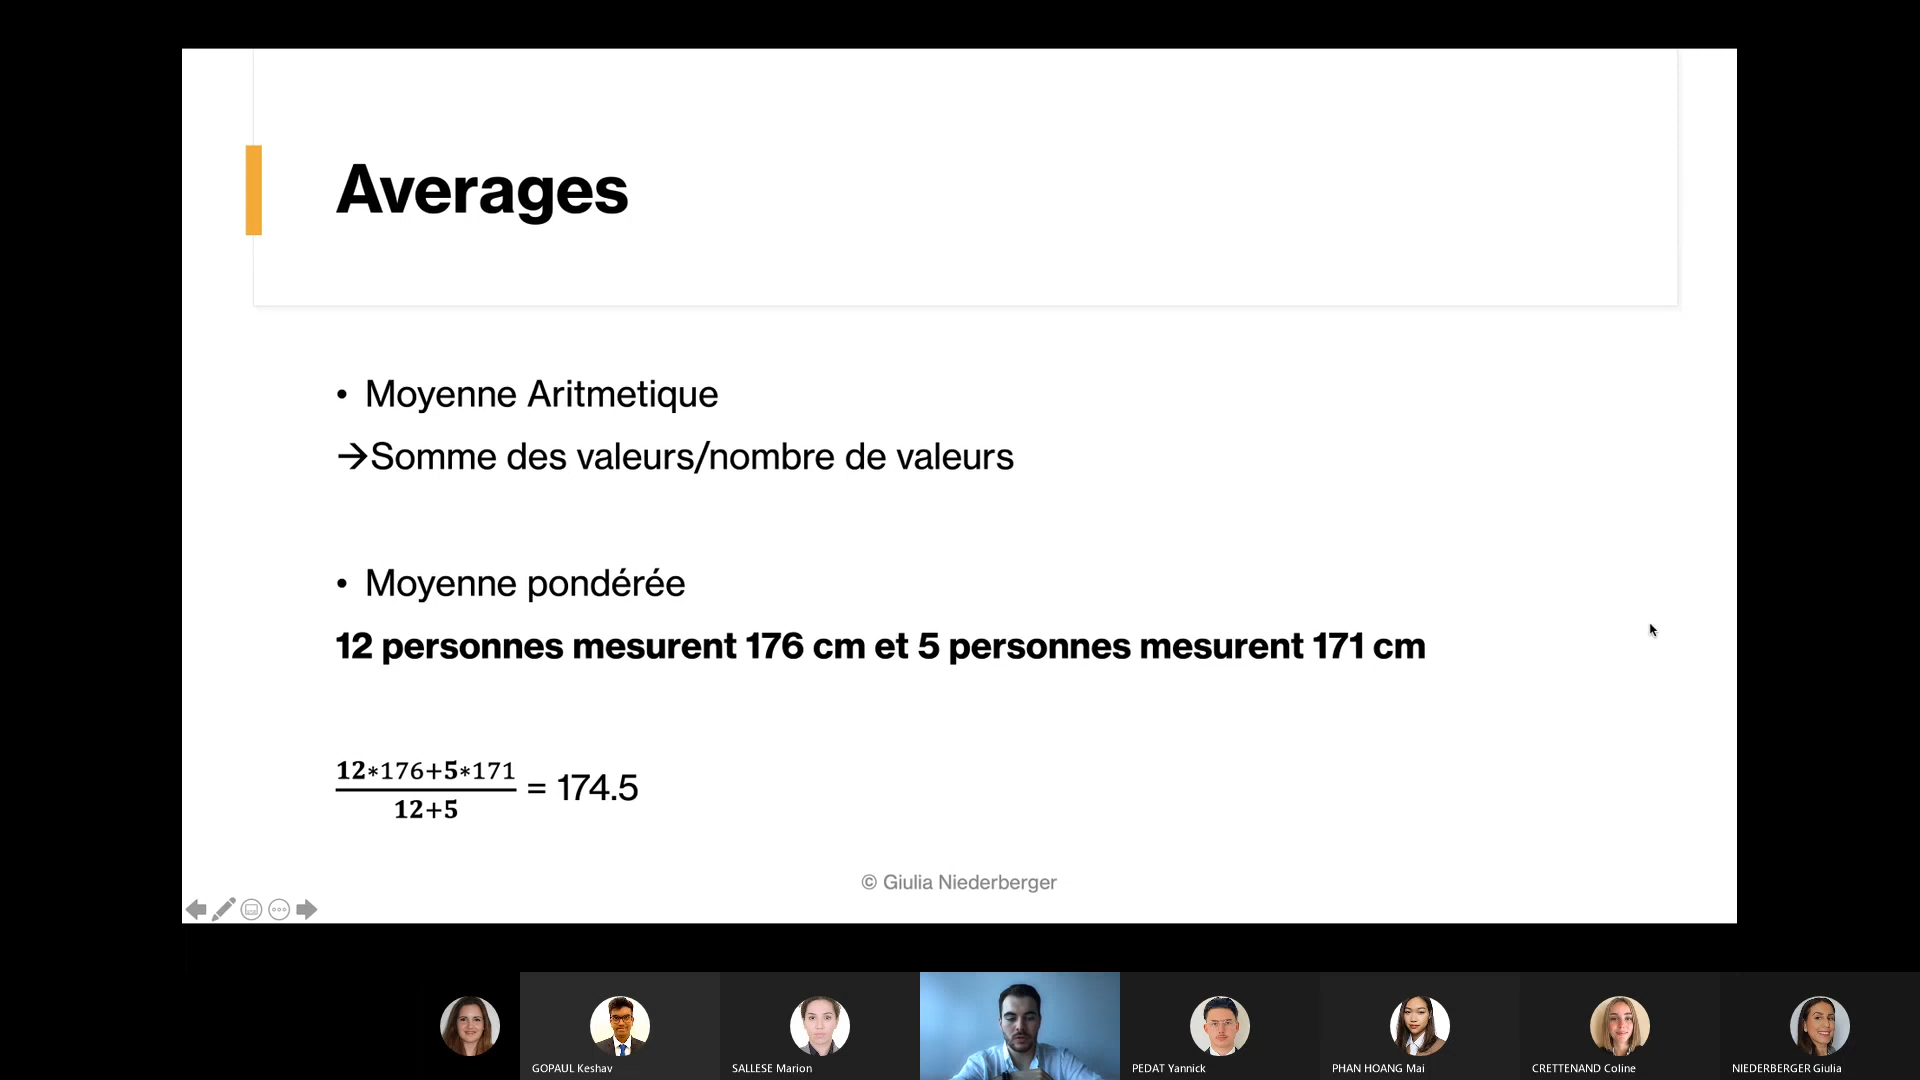 Averages
• Moyenne Aritmetique
→Somme des valeurs/nombre de valeurs
• Moyenne pondérée
12 personnes mesurent 176 cm et 5 personnes mesurent 171 cm
12*176+5*171
12+5
= 174.5
© Giulia Niederberger
GOPAUL Keshav
SALLESE Marion
PEDAT Yannick
PHAN HOANG Mai
CRETTENAND Coline
NIEDERBERGER Giulia